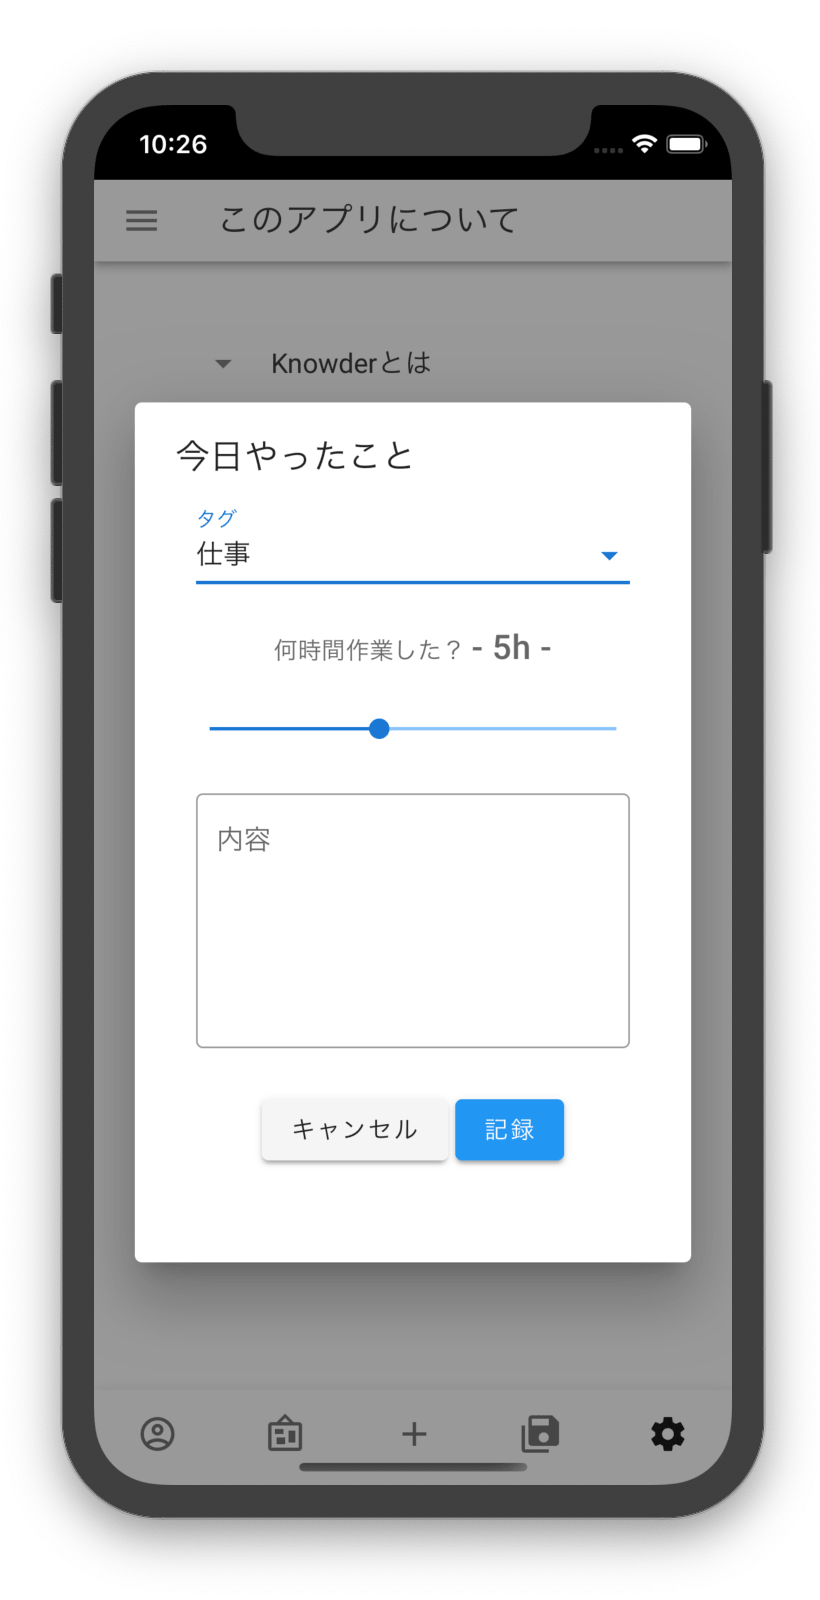 10:26
このアプリについて
Knowderとは
今日やったこと
タグ
仕事
何時間作業した？ - 5h -
内容
キャンセル 記録